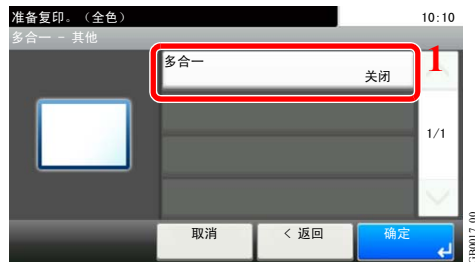 准备复印。（全色）
10:10
多合一 - 其他
多合一
关闭
1
1/1
取消
< 返回
确定
GB0017_00